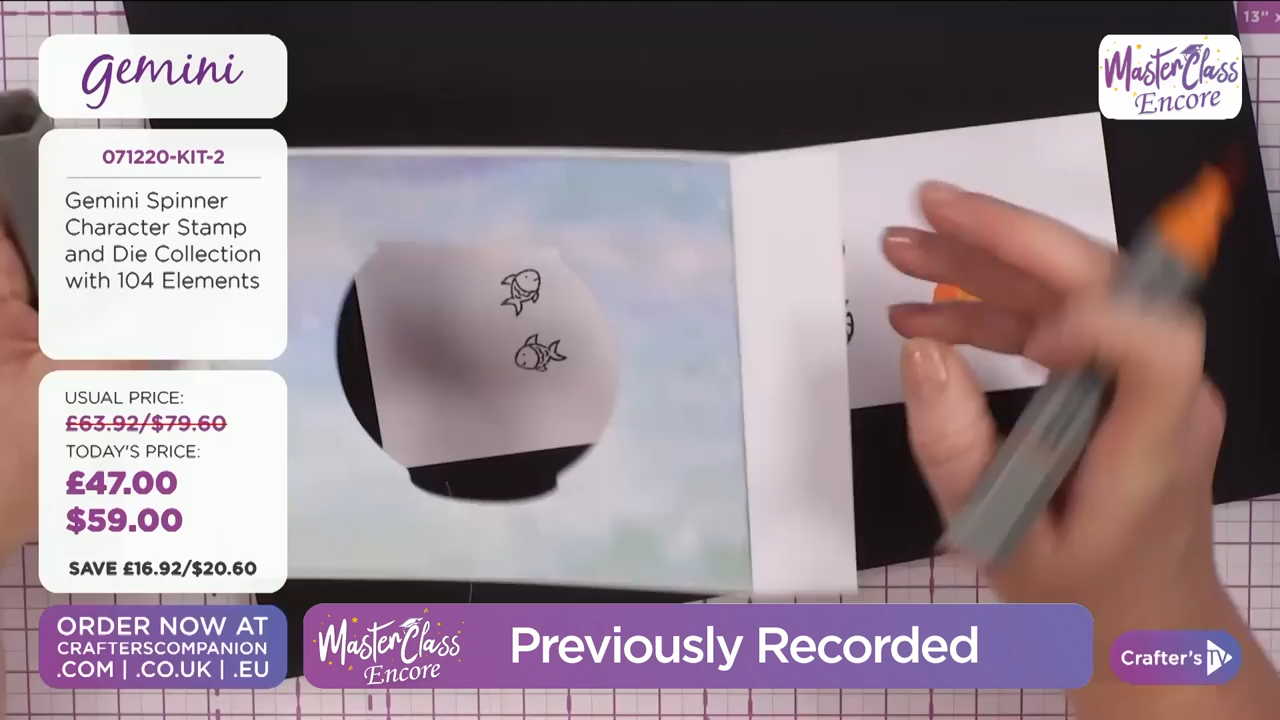 gemini
071220-KIT-2
Gemini Spinner
Character Stamp
and Die Collection
with 104 Elements
USUAL PRICE:
£63.92/$79.60
TODAY'S PRICE:
£47.00
$59.00
SAVE £16.92/$20.60
ORDER NOW AT
CRAFTERSCOMPANION
.COM | .CO.UK | .EU
MasterClass
Encore
Previously Recorded
MasterClass
Encore
Crafter's TV
13"